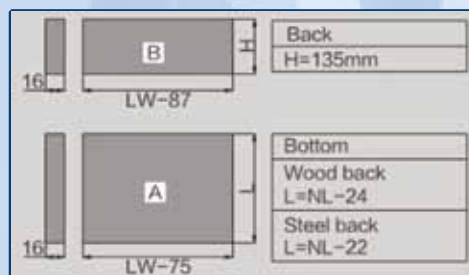 B
H
16
LW-87
Back
H=135mm
A
L
16
LW-75
Bottom
Wood back
L=NL-24
Steel back
L=NL-22